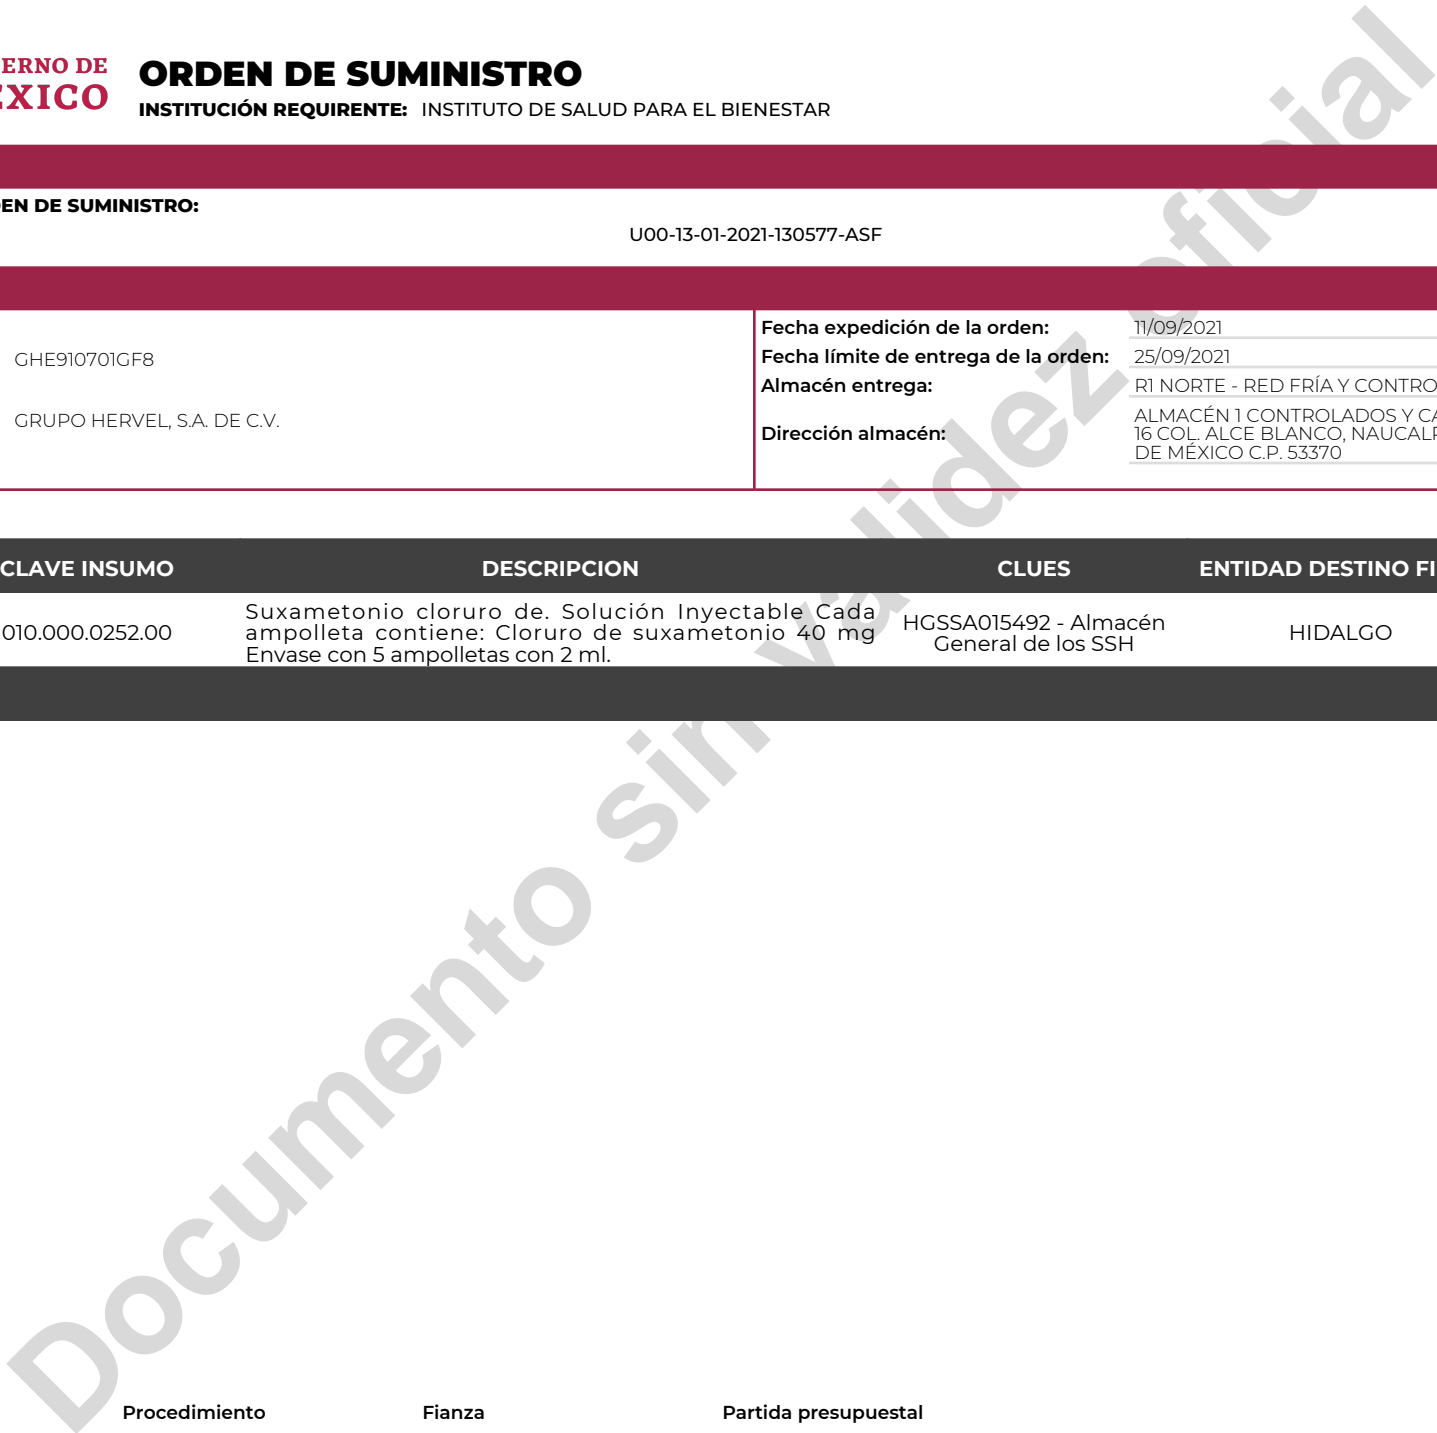 ERNO DE
ORDEN DE SUMINISTRO
INSTITUCIÓN REQUIRENTE: INSTITUTO DE SALUD PARA EL BIENESTAR
EN DE SUMINISTRO:
U00-13-01-2021-130577-ASF
GHE910701GF8
GRUPO HERVEL, S.A. DE C.V.
Fecha expedición de la orden: 11/09/2021
Fecha límite de entrega de la orden: 25/09/2021
Almacén entrega: R1 NORTE - RED FRÍA Y CONTRO
Dirección almacén: ALMACÉN 1 CONTROLADOS Y CA
16 COL. ALCE BLANCO, NAUCALP
DE MÉXICO C.P. 53370
CLAVE INSUMO DESCRIPCION CLUES ENTIDAD DESTINO FI
010.000.0252.00
Suxametonio cloruro de. Solución Inyectable Cada
ampolleta contiene: Cloruro de suxametonio 40 mg
Envase con 5 ampolletas con 2 ml.
HGSSA015492 - Almacén
General de los SSH
HIDALGO
Documento sin validez oficial
Procedimiento Fianza Partida presupuestal